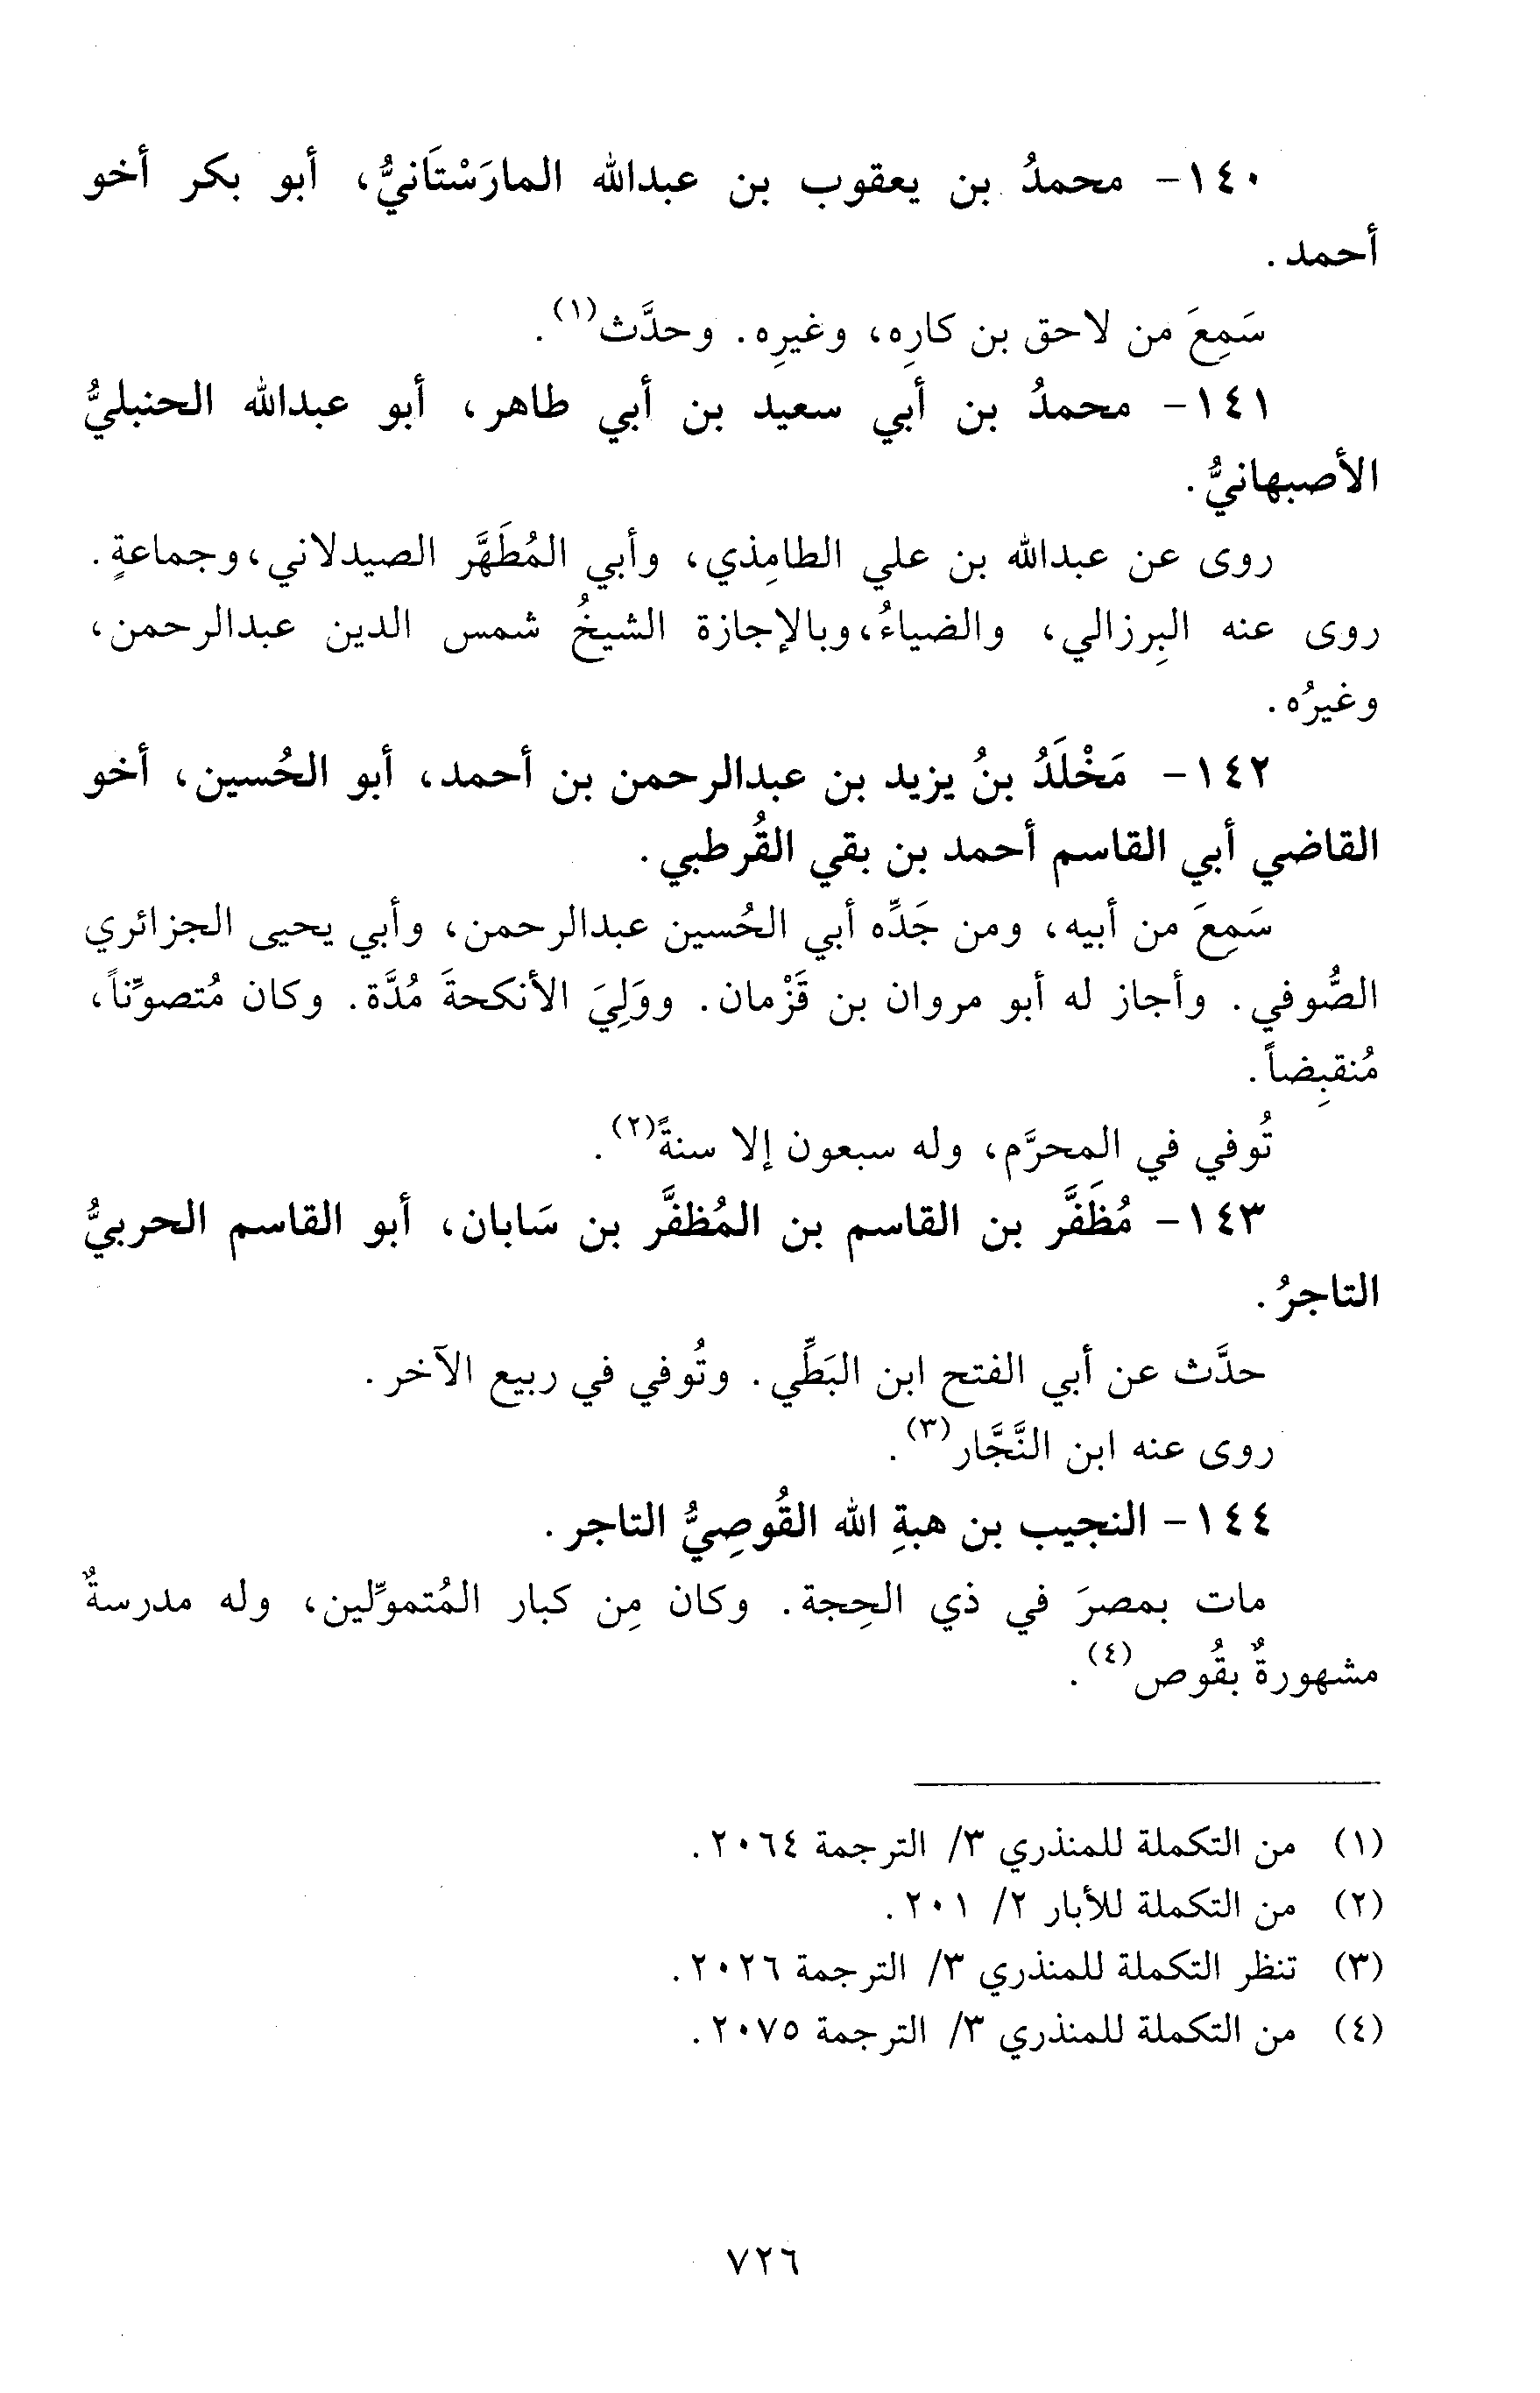 ١٤٠- محمدُ بن يعقوب بن عبدالله المارَسْتَانيُّ، أبو بكر أخو
أحمد.
سَمِعَ من لاحق بن كارِه، وغيرِه. وحدَّث(١).
١٤١- محمدُ بن أبي سعيد بن أبي طاهر، أبو عبدالله الحنبليُّ
الأصبهانيُّ.
روى عن عبدالله بن علي الطامِذي، وأبي المُطَهَّر الصيدلاني، وجماعةٍ.
روى عنه البِرزالي، والضياءُ، وبالإجازة الشيخُ شمس الدين عبدالرحمن،
وغيرُه.
١٤٢- مَخْلَدُ بنُ يزيد بن عبدالرحمن بن أحمد، أبو الحُسين، أخو
القاضي أبي القاسم أحمد بن بقي القُرطبي.
سَمِعَ من أبيه، ومن جَدِّه أبي الحُسين عبدالرحمن، وأبي يحيى الجزائري
الصُّوفي. وأجاز له أبو مروان بن قَزْمان. ووَلِيَ الأنكحةَ مُدَّة. وكان مُتصوِّناً،
مُنقبِضاً.
تُوفي في المحرَّم، وله سبعون إلا سنةً(٢).
١٤٣- مُظَفَّر بن القاسم بن المُظفَّر بن سَابان، أبو القاسم الحربيُّ
التاجرُ.
حدَّث عن أبي الفتح ابن البَطِّي. وتُوفي في ربيع الآخر.
روى عنه ابن النَّجَّار(٣).
١٤٤- النجيب بن هبةِ الله القُوصِيُّ التاجر.
مات بمصرَ في ذي الحِجة. وكان مِن كبار المُتموِّلين، وله مدرسةٌ
مشهورةٌ بقُوص(٤).
(١) من التكملة للمنذري ٣/ الترجمة ٢٠٦٤.
(٢) من التكملة للأبار ٢/ ٢٠١.
(٣) تنظر التكملة للمنذري ٣/ الترجمة ٢٠٢٦.
(٤) من التكملة للمنذري ٣/ الترجمة ٢٠٧٥.
٧٢٦